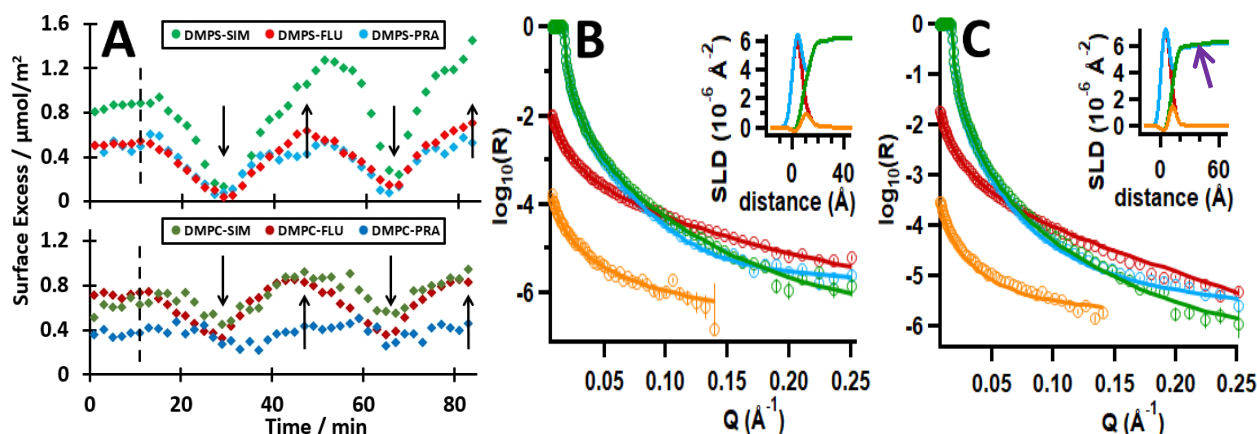 A
DMPS-SIM DMPS-FLU DMPS-PRA
1.6
1.2
0.8
0.4
0
DMPC-SIM DMPC-FLU DMPC-PRA
1.2
0.8
0.4
0
Surface Excess / µmol/m²
0 20 40 60 80
Time / min
B
0
-2
-4
-6
log₁₀(R)
0.05 0.10 0.15 0.20 0.25
Q (Å⁻¹)
6
4
2
0
SLD (10⁻⁶ Å⁻²)
0 40
distance (Å)
C
0
-1
-2
-3
-4
-5
-6
log₁₀(R)
0.05 0.10 0.15 0.20 0.25
Q (Å⁻¹)
6
4
2
0
SLD (10⁻⁶ Å⁻²)
0 60
distance (Å)